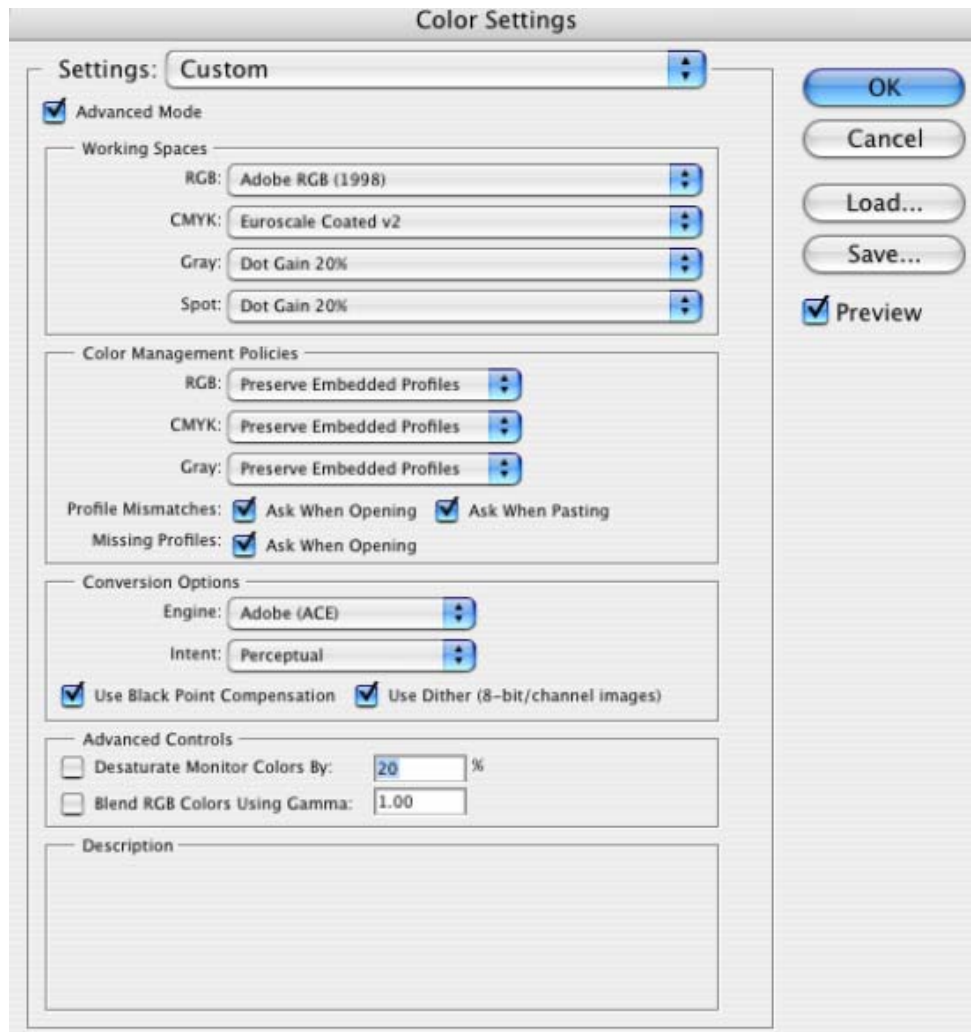 Color Settings
Settings: Custom
Advanced Mode
Working Spaces
RGB: Adobe RGB (1998)
CMYK: Euroscale Coated v2
Gray: Dot Gain 20%
Spot: Dot Gain 20%
Color Management Policies
RGB: Preserve Embedded Profiles
CMYK: Preserve Embedded Profiles
Gray: Preserve Embedded Profiles
Profile Mismatches: Ask When Opening Ask When Pasting
Missing Profiles: Ask When Opening
Conversion Options
Engine: Adobe (ACE)
Intent: Perceptual
Use Black Point Compensation Use Dither (8-bit/channel images)
Advanced Controls
Desaturate Monitor Colors By: 20 %
Blend RGB Colors Using Gamma: 1.00
Description
OK
Cancel
Load...
Save...
Preview